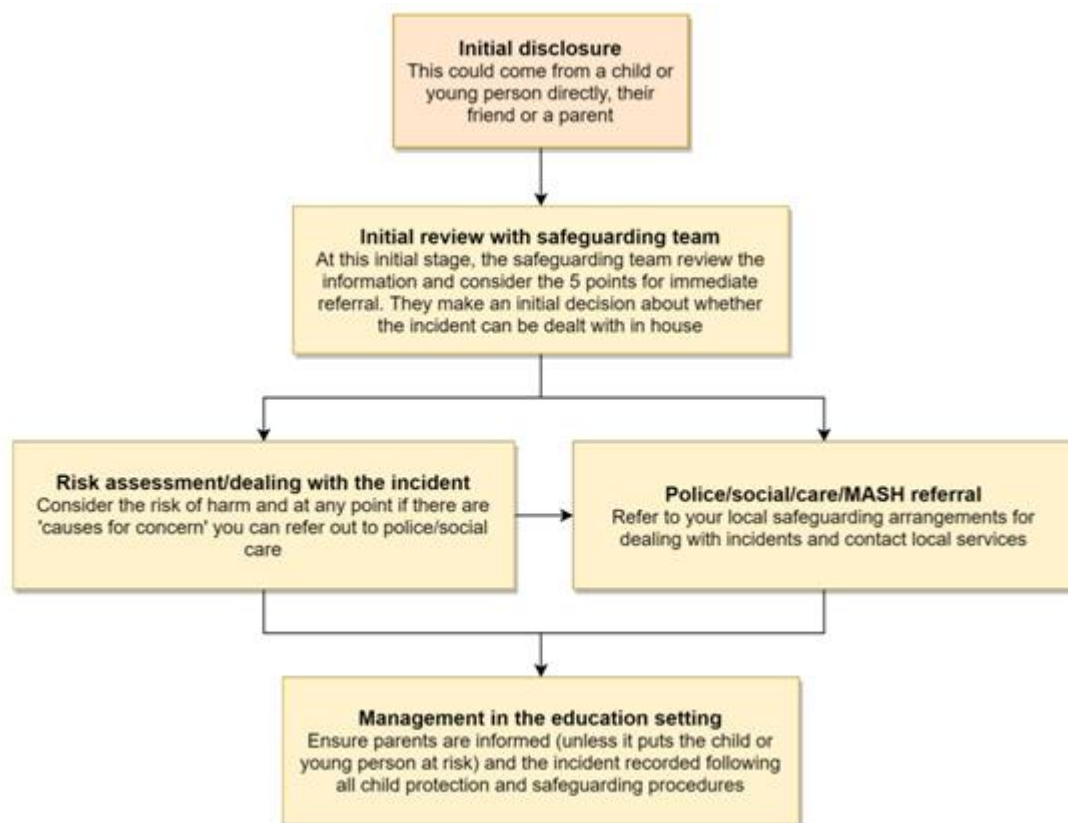 Initial disclosure
This could come from a child or
young person directly, their
friend or a parent
Initial review with safeguarding team
At this initial stage, the safeguarding team review the
information and consider the 5 points for immediate
referral. They make an initial decision about whether
the incident can be dealt with in house
Risk assessment/dealing with the incident
Consider the risk of harm and at any point if there are
'causes for concern' you can refer out to police/social
care
Police/social/care/MASH referral
Refer to your local safeguarding arrangements for
dealing with incidents and contact local services
Management in the education setting
Ensure parents are informed (unless it puts the child or
young person at risk) and the incident recorded following
all child protection and safeguarding procedures